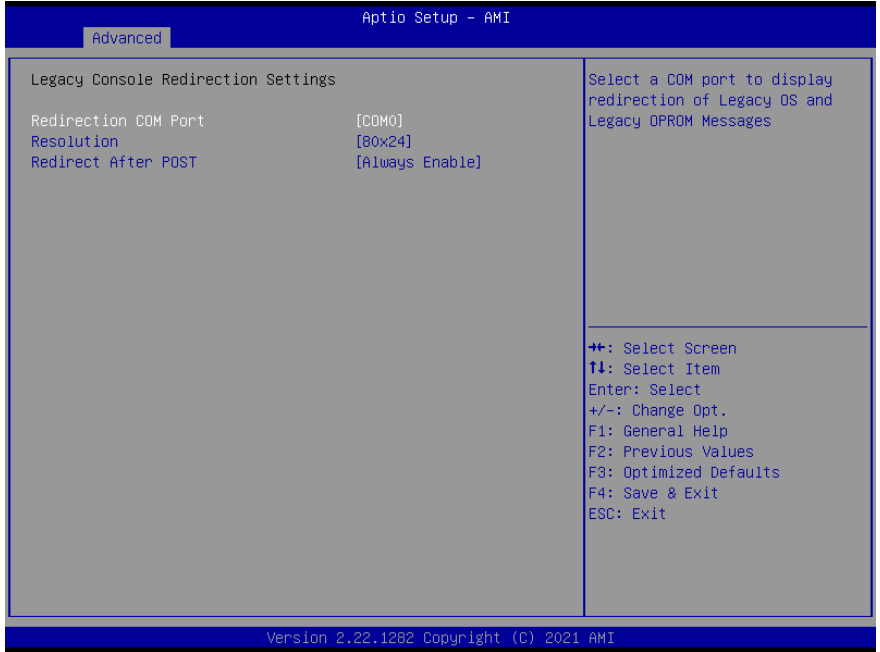 Aptio Setup – AMI
Advanced
Legacy Console Redirection Settings
Redirection COM Port [COM0]
Resolution [80x24]
Redirect After POST [Always Enable]
Select a COM port to display
redirection of Legacy OS and
Legacy OPROM Messages
→←: Select Screen
↑↓: Select Item
Enter: Select
+/-: Change Opt.
F1: General Help
F2: Previous Values
F3: Optimized Defaults
F4: Save & Exit
ESC: Exit
Version 2.22.1282 Copyright (C) 2021 AMI